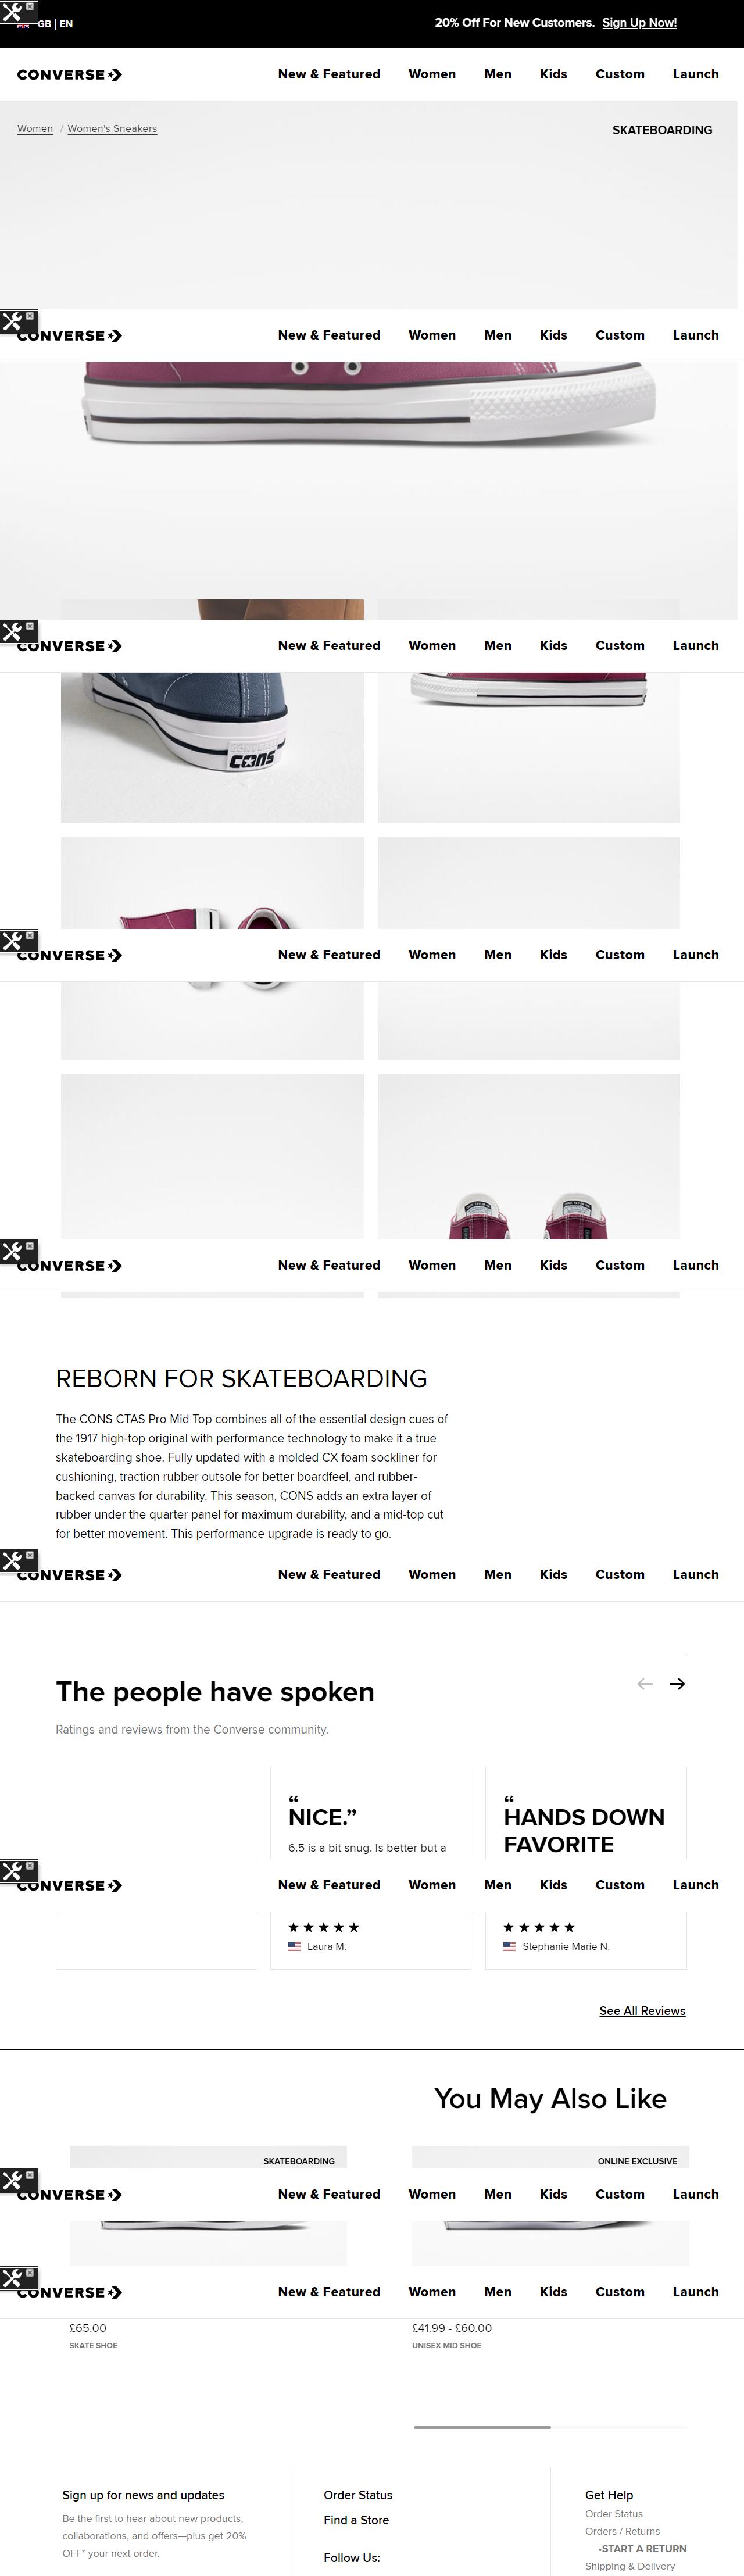 GB | EN
20% Off For New Customers. Sign Up Now!
CONVERSE
New & Featured Women Men Kids Custom Launch
Women / Women's Sneakers
SKATEBOARDING
CONVERSE
New & Featured Women Men Kids Custom Launch
CONVERSE
New & Featured Women Men Kids Custom Launch
CONVERSE
CONS
CONVERSE
New & Featured Women Men Kids Custom Launch
CONVERSE
New & Featured Women Men Kids Custom Launch
REBORN FOR SKATEBOARDING
The CONS CTAS Pro Mid Top combines all of the essential design cues of
the 1917 high-top original with performance technology to make it a true
skateboarding shoe. Fully updated with a molded CX foam sockliner for
cushioning, traction rubber outsole for better boardfeel, and rubber-
backed canvas for durability. This season, CONS adds an extra layer of
rubber under the quarter panel for maximum durability, and a mid-top cut
for better movement. This performance upgrade is ready to go.
CONVERSE
New & Featured Women Men Kids Custom Launch
The people have spoken
Ratings and reviews from the Converse community.
“
NICE.”
6.5 is a bit snug. Is better but a
“
HANDS DOWN
FAVORITE
CONVERSE
New & Featured Women Men Kids Custom Launch
★★★★★
Laura M.
★★★★★
Stephanie Marie N.
See All Reviews
You May Also Like
SKATEBOARDING
ONLINE EXCLUSIVE
CONVERSE
New & Featured Women Men Kids Custom Launch
CONVERSE
New & Featured Women Men Kids Custom Launch
£65.00
SKATE SHOE
£41.99 - £60.00
UNISEX MID SHOE
Sign up for news and updates
Be the first to hear about new products,
collaborations, and offers—plus get 20%
OFF* your next order.
Order Status
Find a Store
Follow Us:
Get Help
Order Status
Orders / Returns
•START A RETURN
Shipping & Delivery